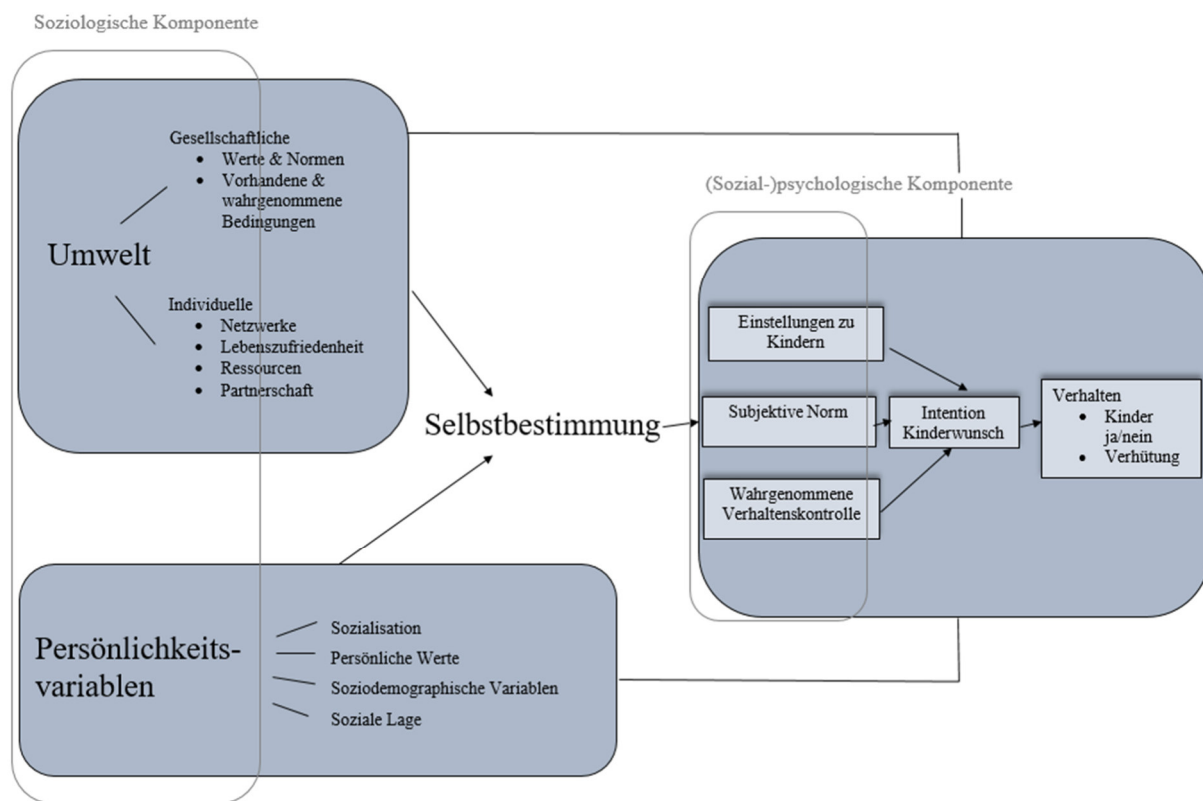 Soziologische Komponente
Gesellschaftliche
• Werte & Normen
• Vorhandene &
wahrgenommene
Bedingungen
Umwelt
Individuelle
• Netzwerke
• Lebenszufriedenheit
• Ressourcen
• Partnerschaft
Selbstbestimmung
(Sozial-)psychologische Komponente
Einstellungen zu
Kindern
Subjektive Norm
Wahrgenommene
Verhaltenskontrolle
Intention
Kinderwunsch
Verhalten
• Kinder
ja/nein
• Verhütung
Persönlichkeits-
variablen
Sozialisation
Persönliche Werte
Soziodemographische Variablen
Soziale Lage